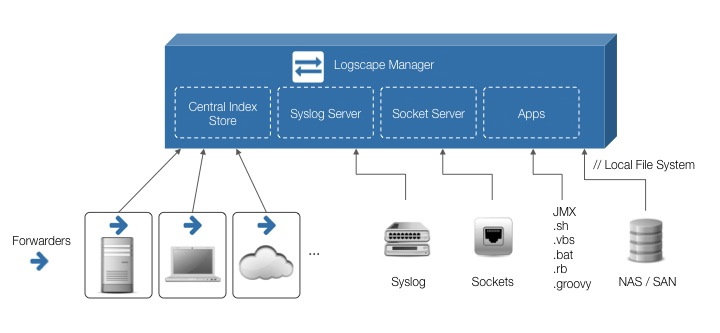 Logscape Manager
Central Index
Store
Syslog Server
Socket Server
Apps
// Local File System
Forwarders
...
Syslog
Sockets
JMX
.sh
.vbs
.bat
.rb
.groovy
NAS / SAN